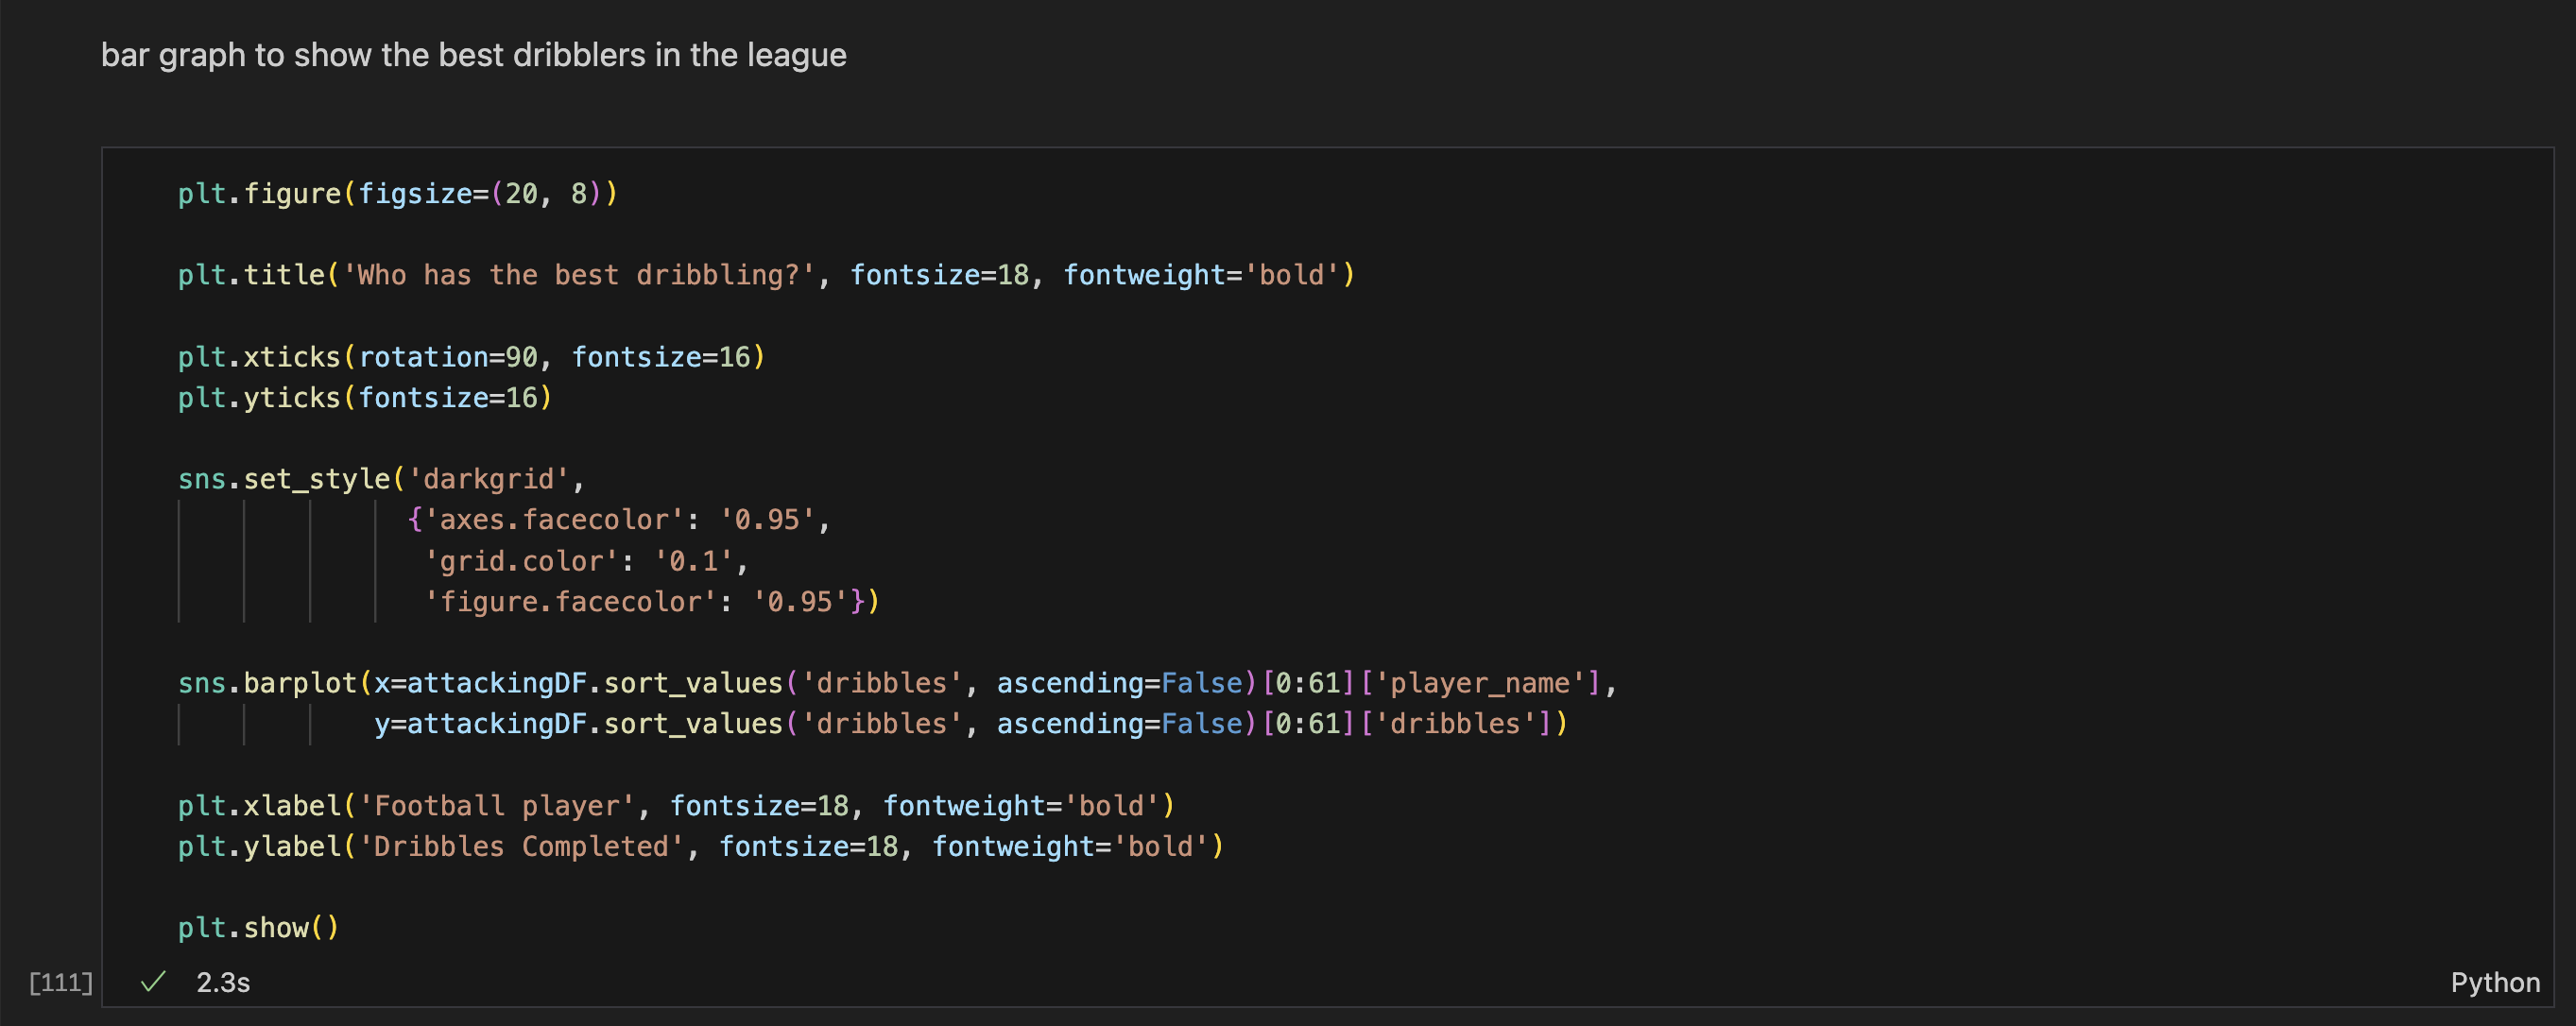 bar graph to show the best dribblers in the league
plt.figure(figsize=(20, 8))
plt.title('Who has the best dribbling?', fontsize=18, fontweight='bold')
plt.xticks(rotation=90, fontsize=16)
plt.yticks(fontsize=16)
sns.set_style('darkgrid',
{'axes.facecolor': '0.95',
'grid.color': '0.1',
'figure.facecolor': '0.95'})
sns.barplot(x=attackingDF.sort_values('dribbles', ascending=False)[0:61]['player_name'],
y=attackingDF.sort_values('dribbles', ascending=False)[0:61]['dribbles'])
plt.xlabel('Football player', fontsize=18, fontweight='bold')
plt.ylabel('Dribbles Completed', fontsize=18, fontweight='bold')
plt.show()
[111] 2.3s Python